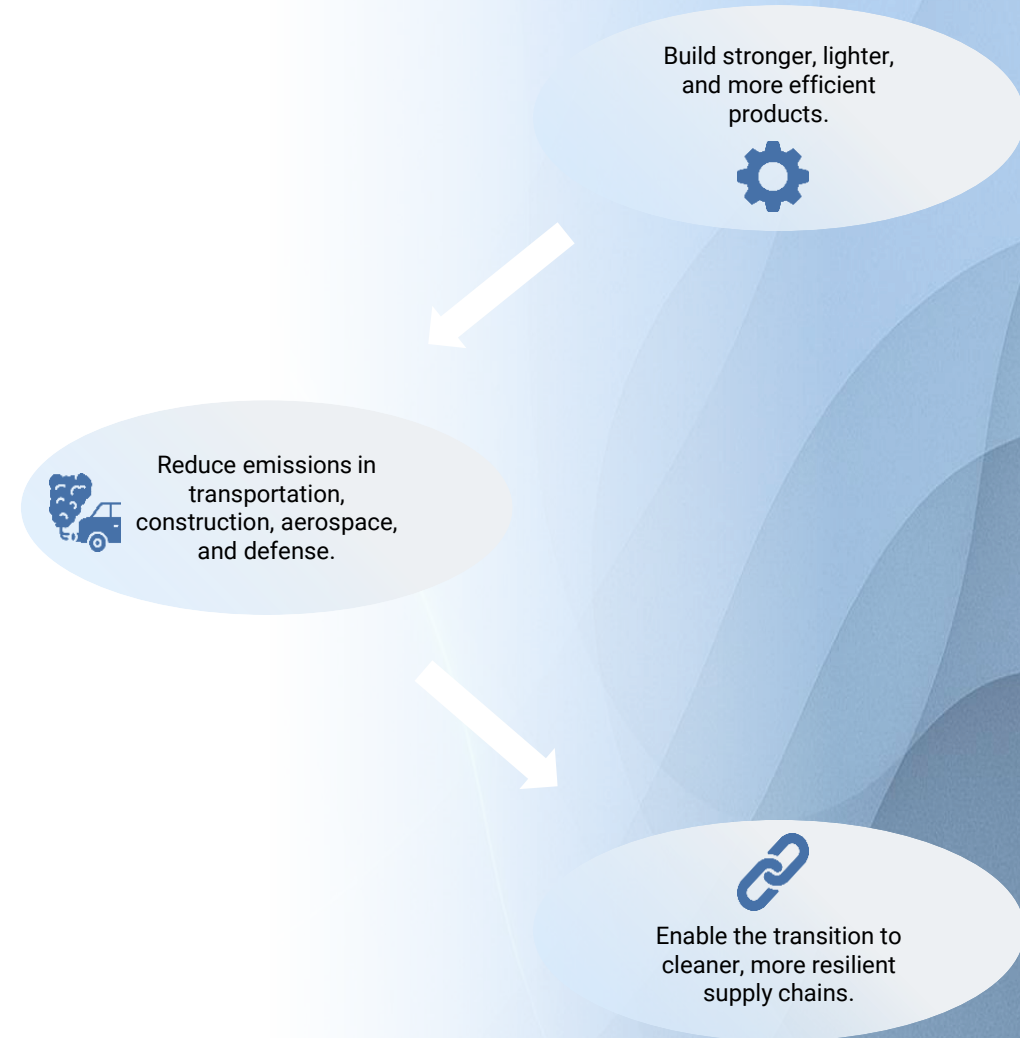 Build stronger, lighter,
and more efficient
products.
Reduce emissions in
transportation,
construction, aerospace,
and defense.
Enable the transition to
cleaner, more resilient
supply chains.